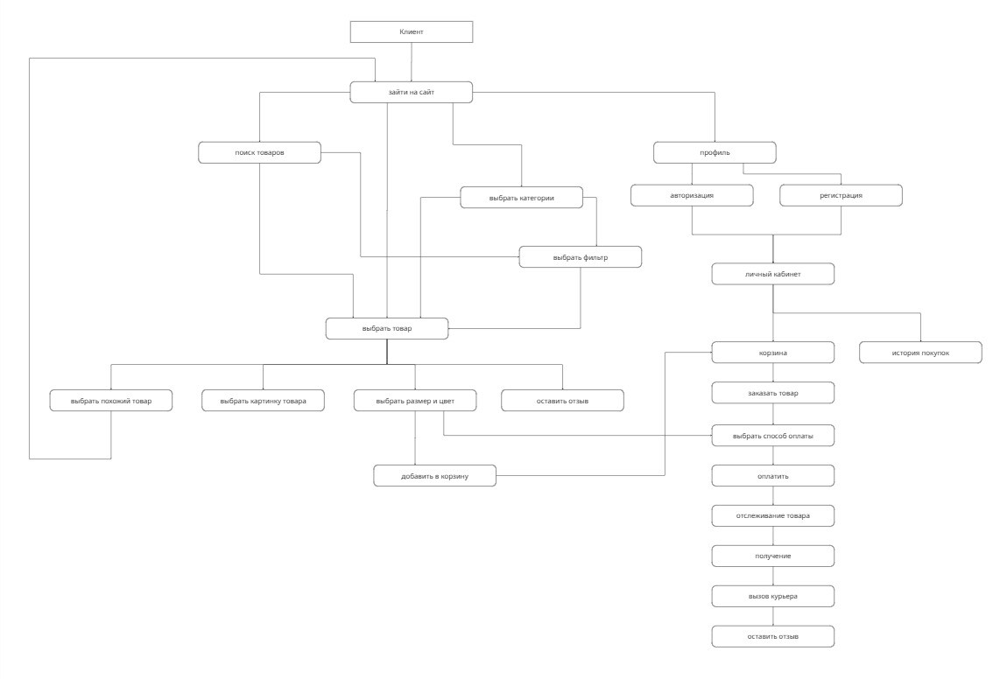 Клиент
зайти на сайт
поиск товаров
профиль
выбрать категории
авторизация
регистрация
выбрать фильтр
личный кабинет
выбрать товар
корзина
история покупок
заказать товар
выбрать похожий товар
выбрать картинку товара
выбрать размер и цвет
оставить отзыв
выбрать способ оплаты
добавить в корзину
оплатить
отслеживание товара
получение
вызов курьера
оставить отзыв